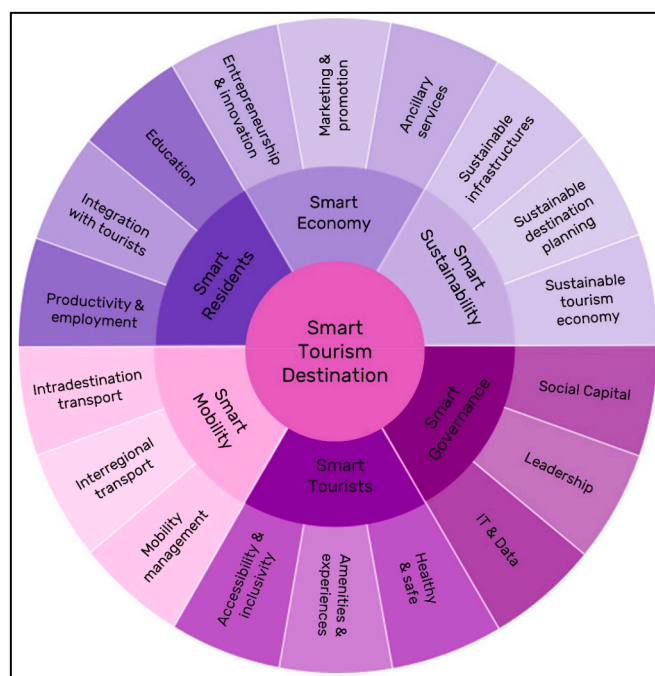 Smart
Tourism
Destination
Smart
Economy
Entrepreneurship
& innovation
Marketing &
promotion
Ancillary
services
Smart
Sustainability
Sustainable
infrastructures
Sustainable
destination
planning
Sustainable
tourism
economy
Smart
Governance
Social Capital
Leadership
IT & Data
Smart
Tourists
Healthy
& safe
Amenities &
experiences
Accessibility &
inclusivity
Smart
Mobility
Mobility
management
Interregional
transport
Intradestination
transport
Smart
Residents
Productivity &
employment
Integration
with tourists
Education